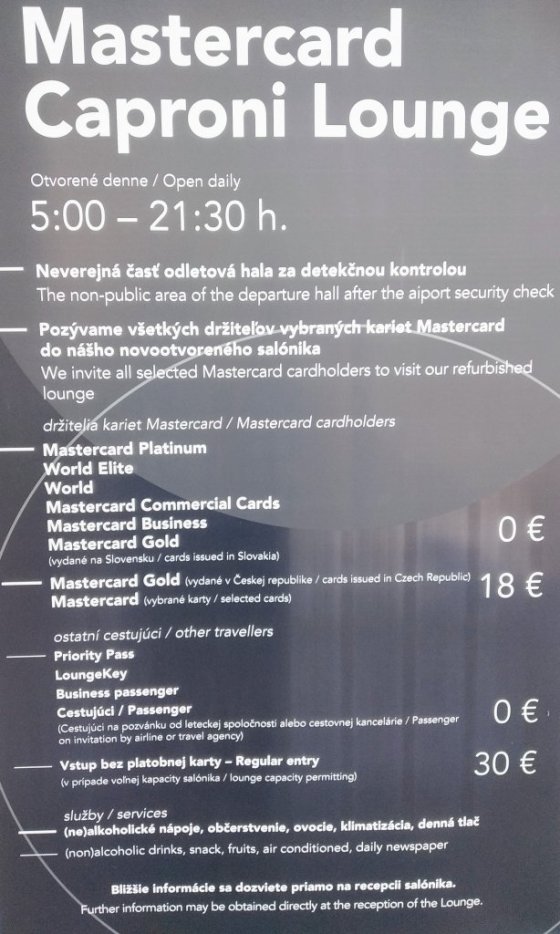 Mastercard
Caproni Lounge
Otvorené denne / Open daily
5:00 – 21:30 h.
Neverejná časť odletová hala za detekčnou kontrolou
The non-public area of the departure hall after the aiport security check
Pozývame všetkých držiteľov vybraných kariet Mastercard
do nášho novootvoreného salónika
We invite all selected Mastercard cardholders to visit our refurbished
lounge
držitelia kariet Mastercard / Mastercard cardholders
Mastercard Platinum
World Elite
World
Mastercard Commercial Cards
Mastercard Business
Mastercard Gold
(vydané na Slovensku / cards issued in Slovakia)
0 €
Mastercard Gold (vydané v Českej republike / cards issued in Czech Republic)
Mastercard (vybrané karty / selected cards)
18 €
ostatní cestujúci / other travellers
Priority Pass
LoungeKey
Business passenger
Cestujúci / Passenger
(Cestujúci na pozvánku od leteckej spoločnosti alebo cestovnej kancelárie / Passenger
on invitation by airline or travel agency)
0 €
Vstup bez platobnej karty – Regular entry
(v prípade voľnej kapacity salónika / lounge capacity permitting)
30 €
služby / services
(ne)alkoholické nápoje, občerstvenie, ovocie, klimatizácia, denná tlač
(non)alcoholic drinks, snack, fruits, air conditioned, daily newspaper
Bližšie informácie sa dozviete priamo na recepcii salónika.
Further information may be obtained directly at the reception of the Lounge.